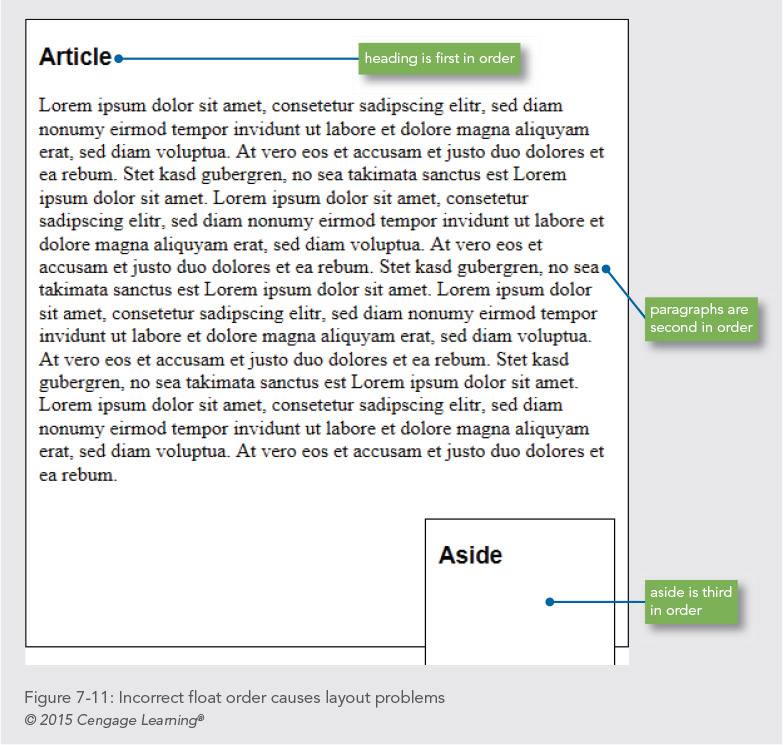 Article
heading is first in order
Lorem ipsum dolor sit amet, consetetur sadipscing elitr, sed diam
nonumy eirmod tempor invidunt ut labore et dolore magna aliquyam
erat, sed diam voluptua. At vero eos et accusam et justo duo dolores et
ea rebum. Stet kasd gubergren, no sea takimata sanctus est Lorem
ipsum dolor sit amet. Lorem ipsum dolor sit amet, consetetur
sadipscing elitr, sed diam nonumy eirmod tempor invidunt ut labore et
dolore magna aliquyam erat, sed diam voluptua. At vero eos et
accusam et justo duo dolores et ea rebum. Stet kasd gubergren, no sea
takimata sanctus est Lorem ipsum dolor sit amet. Lorem ipsum dolor
sit amet, consetetur sadipscing elitr, sed diam nonumy eirmod tempor
invidunt ut labore et dolore magna aliquyam erat, sed diam voluptua.
At vero eos et accusam et justo duo dolores et ea rebum. Stet kasd
gubergren, no sea takimata sanctus est Lorem ipsum dolor sit amet.
Lorem ipsum dolor sit amet, consetetur sadipscing elitr, sed diam
nonumy eirmod tempor invidunt ut labore et dolore magna aliquyam
erat, sed diam voluptua. At vero eos et accusam et justo duo dolores et
ea rebum.
paragraphs are
second in order
Aside
aside is third
in order
Figure 7-11: Incorrect float order causes layout problems
© 2015 Cengage Learning®